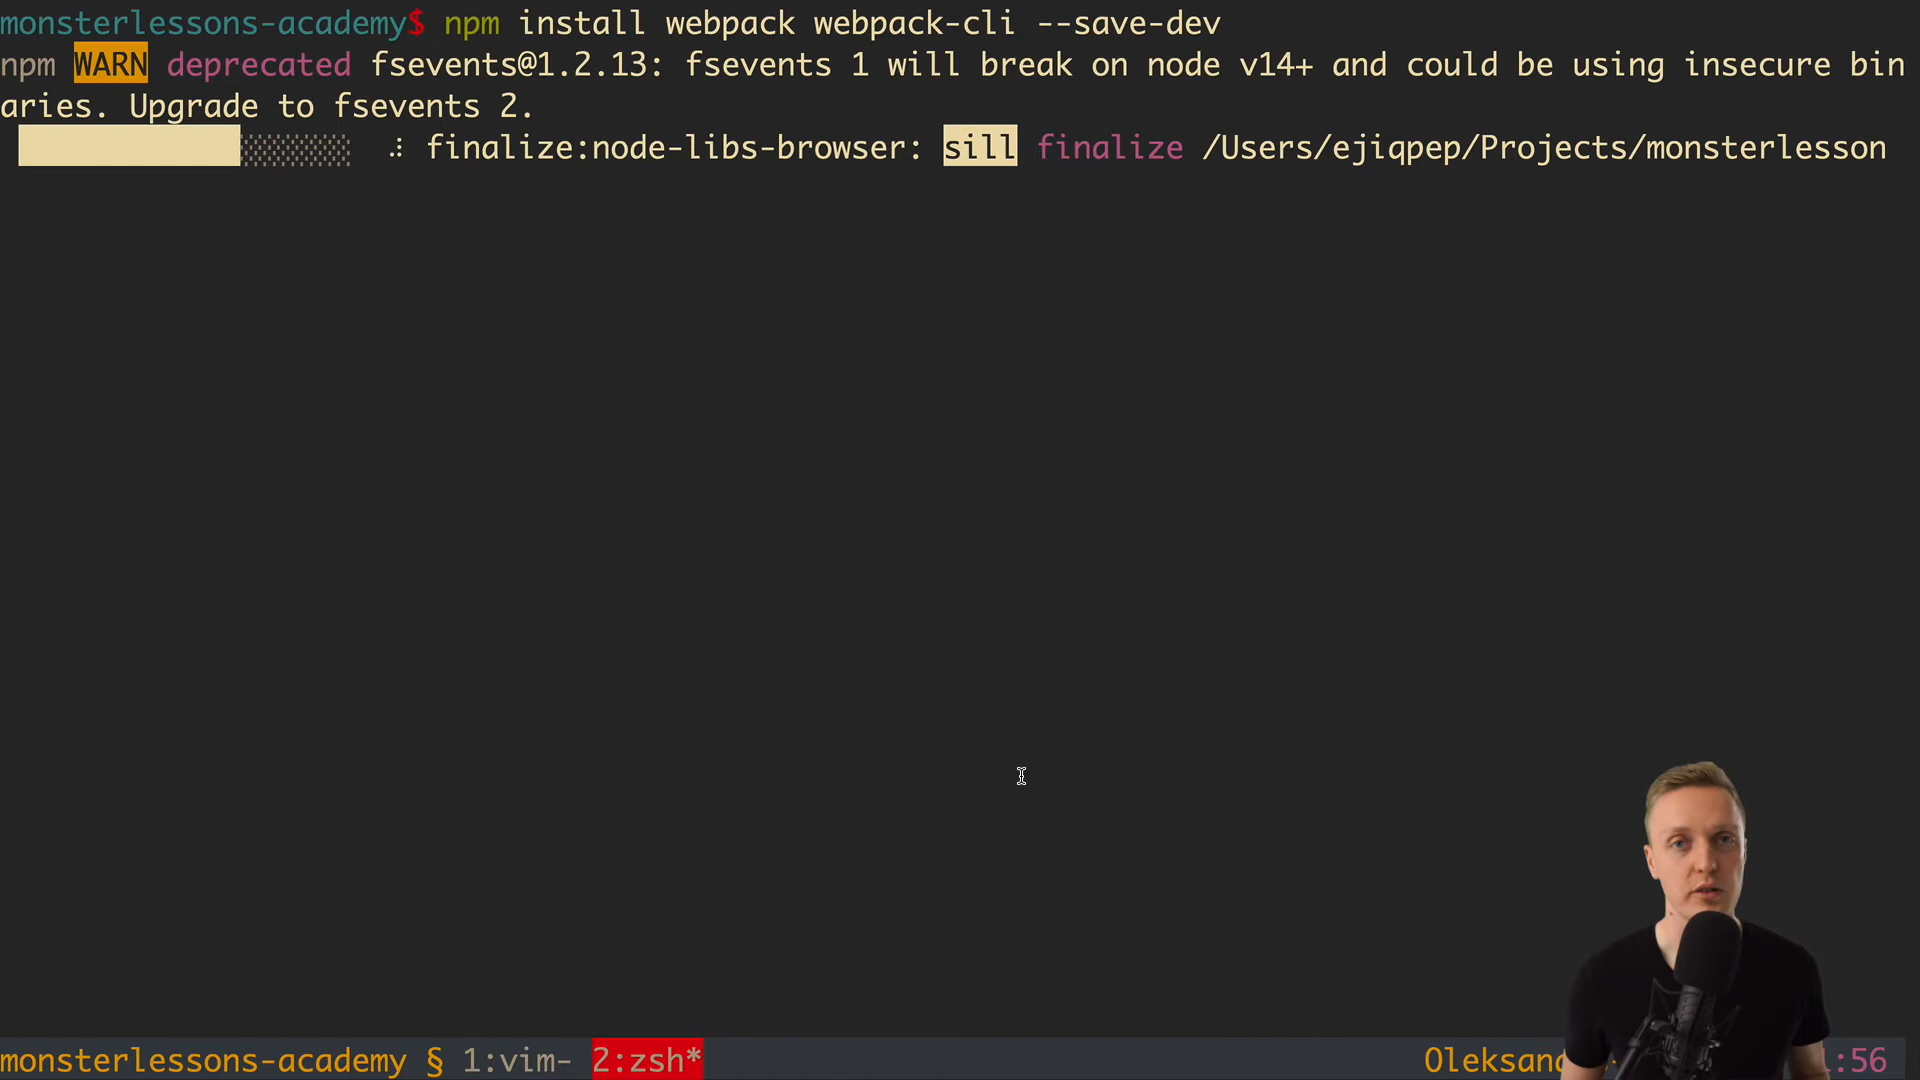 monsterlessons-academy$ npm install webpack webpack-cli --save-dev
npm WARN deprecated fsevents@1.2.13: fsevents 1 will break on node v14+ and could be using insecure bin
aries. Upgrade to fsevents 2.
finalize:node-libs-browser: sill finalize /Users/ejiqpep/Projects/monsterlesson
monsterlessons-academy § 1:vim- 2:zsh* :56